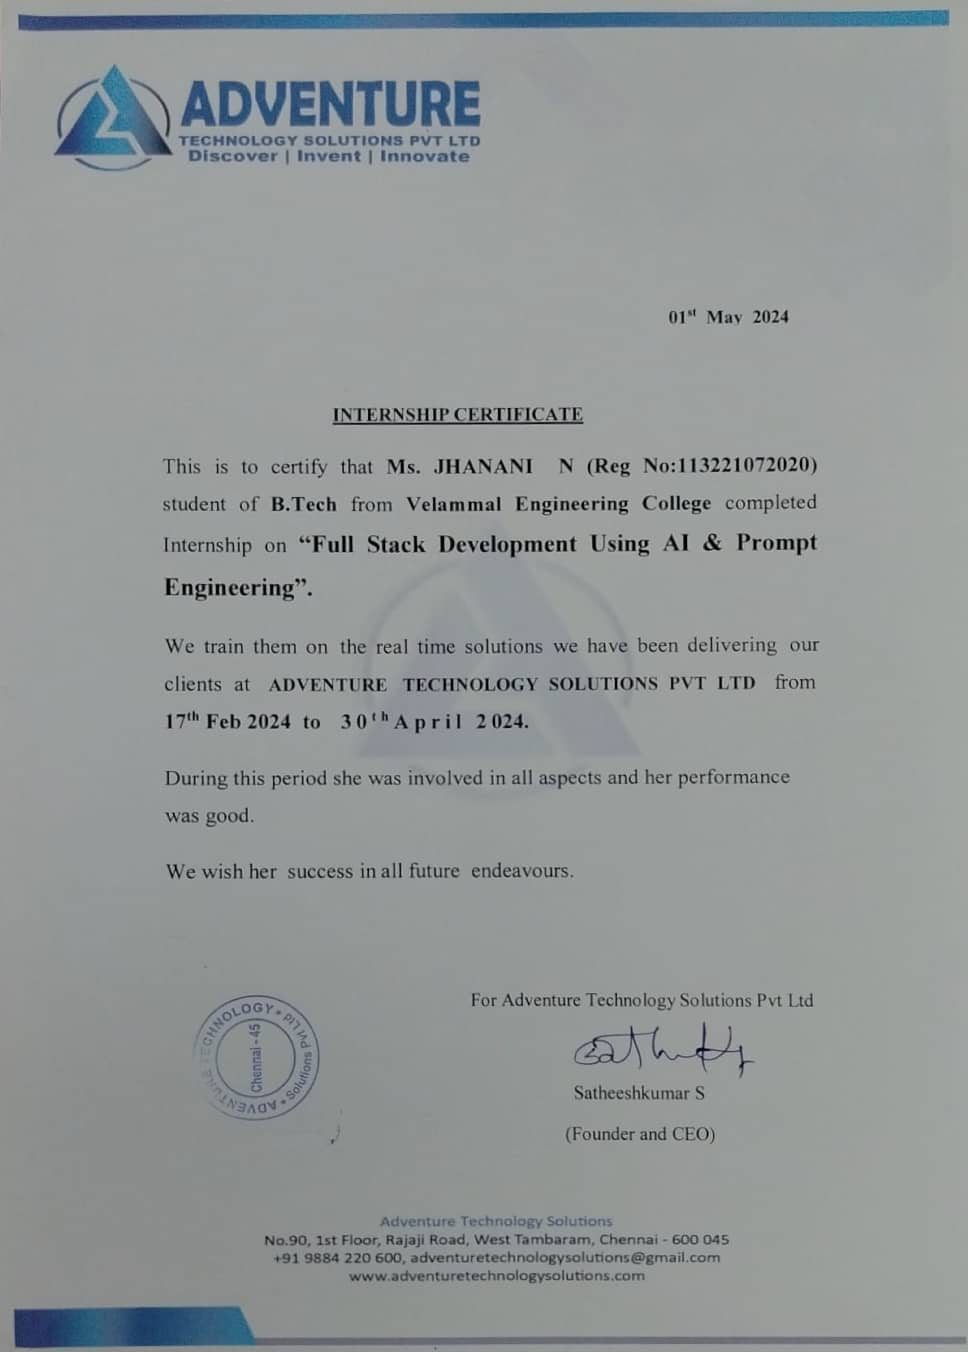 ADVENTURE
TECHNOLOGY SOLUTIONS PVT LTD
Discover | Invent | Innovate
01st May 2024
INTERNSHIP CERTIFICATE
This is to certify that Ms. JHANANI N (Reg No:113221072020)
student of B.Tech from Velammal Engineering College completed
Internship on “Full Stack Development Using AI & Prompt
Engineering”.
We train them on the real time solutions we have been delivering our
clients at ADVENTURE TECHNOLOGY SOLUTIONS PVT LTD from
17th Feb 2024 to 30th April 2024.
During this period she was involved in all aspects and her performance
was good.
We wish her success in all future endeavours.
For Adventure Technology Solutions Pvt Ltd
ADVENTURE TECHNOLOGY * Solutions Pvt Ltd *
Chennai - 45
Satheeshkumar S
(Founder and CEO)
Adventure Technology Solutions
No.90, 1st Floor, Rajaji Road, West Tambaram, Chennai - 600 045
+91 9884 220 600, adventuretechnologysolutions@gmail.com
www.adventuretechnologysolutions.com